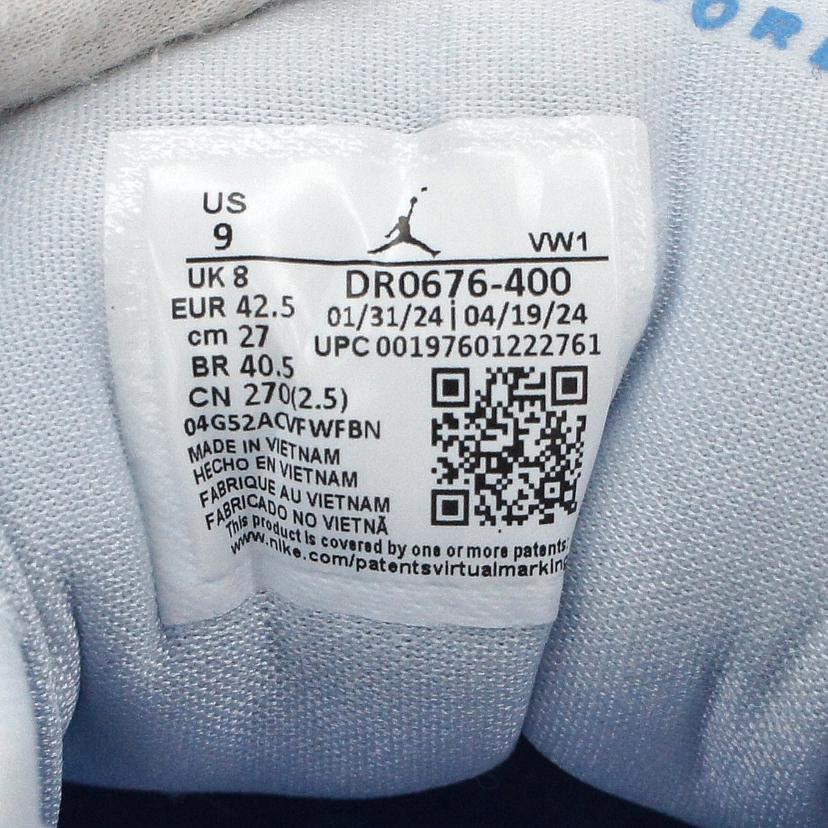 ORE
US
9
VW1
UK 8
DR0676-400
EUR 42.5
01/31/24 | 04/19/24
cm 27
UPC 00197601222761
BR 40.5
CN 270(2.5)
04G52ACVFWFBN
MADE IN VIETNAM
HECHO EN VIETNAM
FABRIQUE AU VIETNAM
FABRICADO NO VIETNÃ
This product is covered by one or more patents:
www.nike.com/patentsvirtualmarking